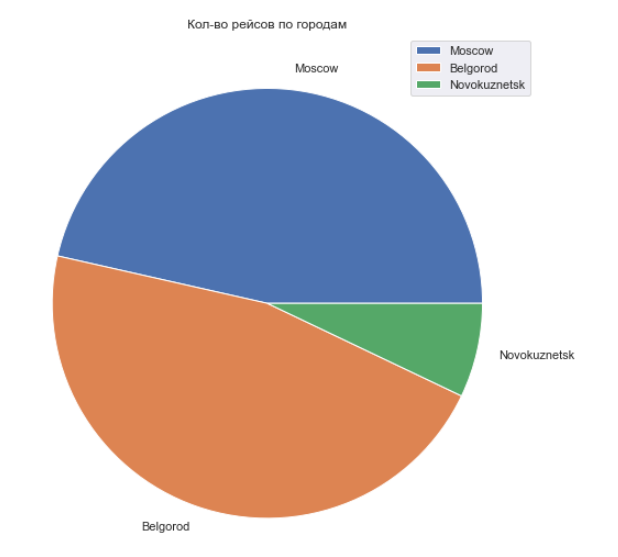 Кол-во рейсов по городам
Moscow
Belgorod
Novokuznetsk
Moscow
Novokuznetsk
Belgorod